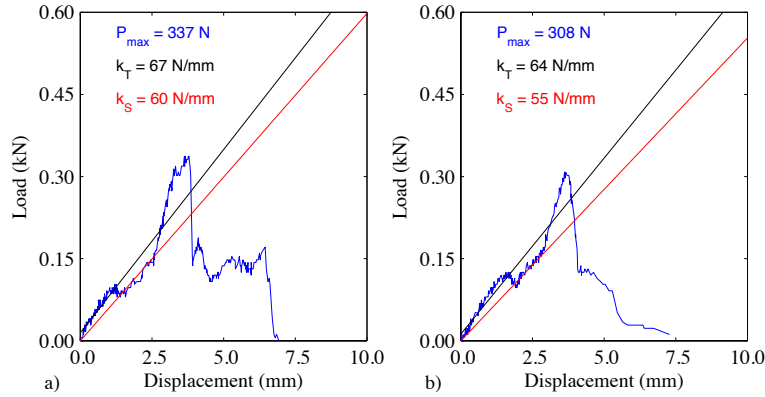 0.60
0.45
0.30
0.15
0.00
Load (kN)
P_max = 337 N
k_T = 67 N/mm
k_S = 60 N/mm
0.0 2.5 5.0 7.5 10.0
a) Displacement (mm)
0.60
0.45
0.30
0.15
0.00
Load (kN)
P_max = 308 N
k_T = 64 N/mm
k_S = 55 N/mm
0.0 2.5 5.0 7.5 10.0
b) Displacement (mm)